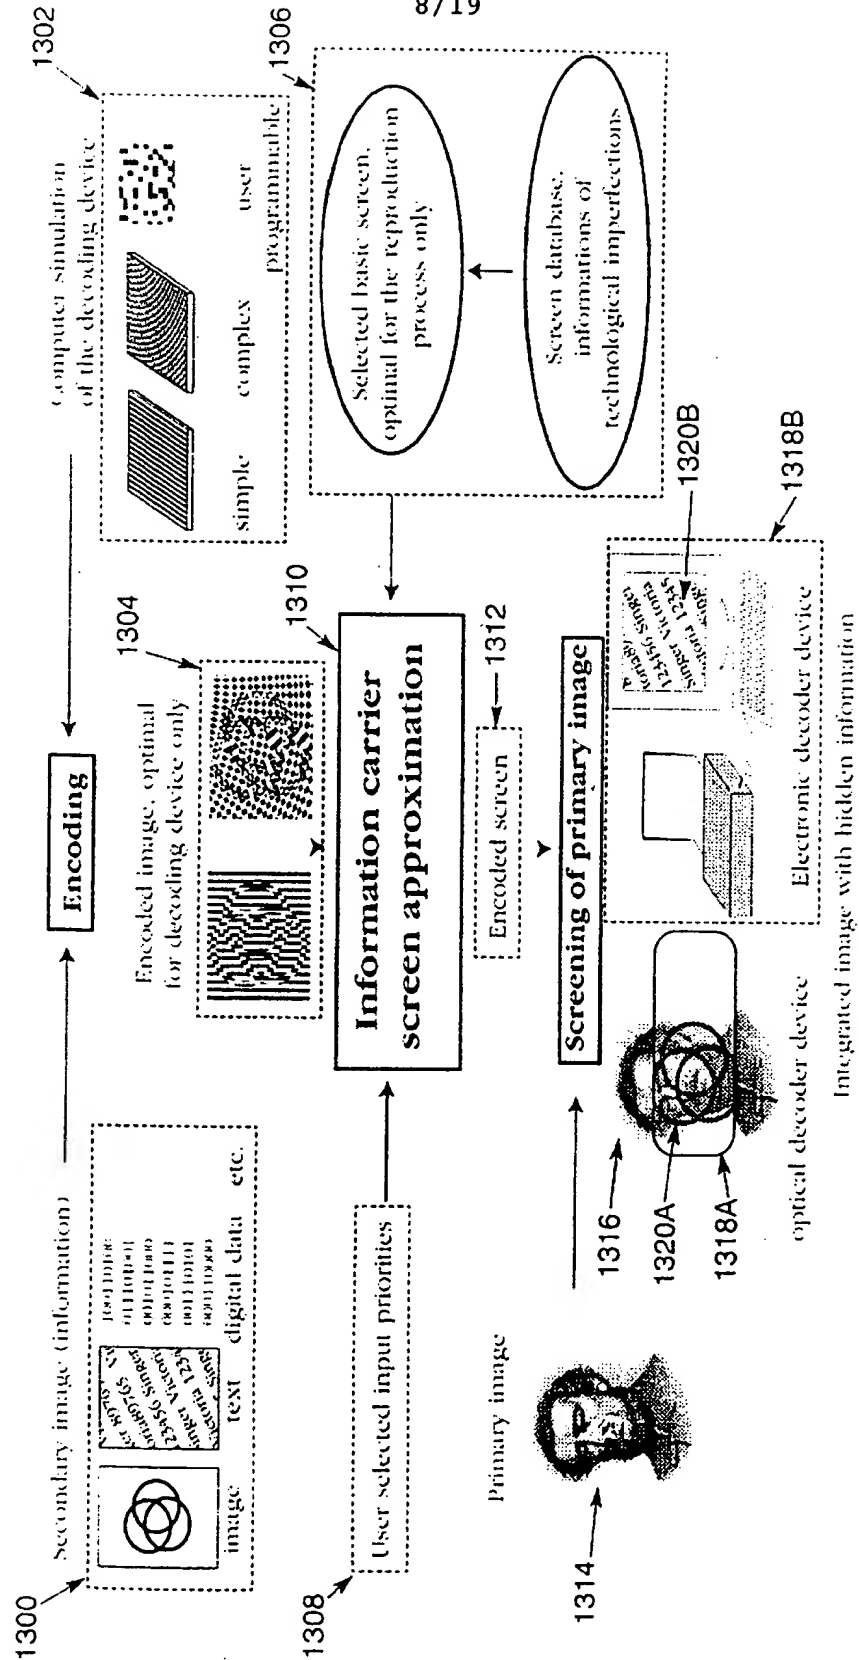 8/19
1300
Secondary image (information)
image
text
digital data
etc.
Encoding
Computer simulation
of the decoding device
1302
simple
complex
user
programmable
1304
Encoded image, optimal
for decoding device only
1306
Selected basic screen,
optimal for the reproduction
process only
Screen database,
informations of
technological imperfections
1308
User selected input priorities
1310
Information carrier
screen approximation
1312
Encoded screen
Primary image
1314
Screening of primary image
1316
1320A
1318A
optical decoder device
123456 Singer
Singer Victoria
Electronic decoder device
1320B
1318B
Integrated image with hidden information